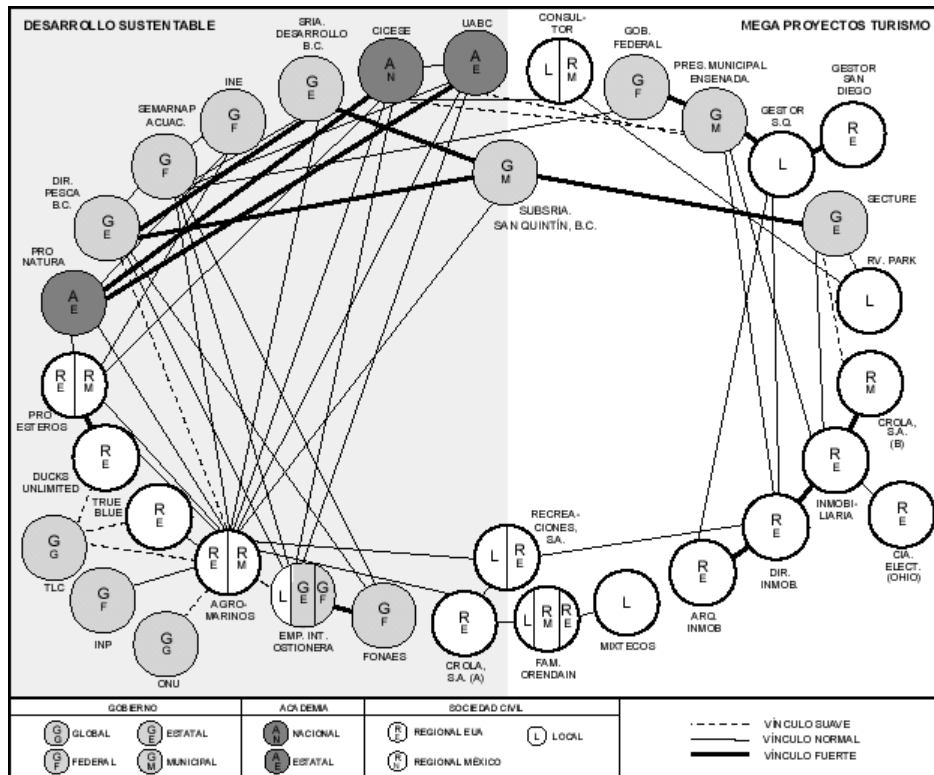 DESARROLLO SUSTENTABLE
MEGA PROYECTOS TURISMO
SRIA.
DESARROLLO
B.C.
G
E
CICESE
A
N
UABC
A
E
CONSUL-
TOR
L
R
M
GOB.
FEDERAL
G
F
PRES. MUNICIPAL
ENSENADA.
G
M
GESTOR
S.Q.
L
GESTOR
SAN
DIEGO
R
E
INE
G
F
SEMARNAP
ACUAC.
G
F
DIR.
PESCA
B.C.
G
E
G
M
SUBSRIA.
SAN QUINTÍN, B.C.
SECTURE
G
E
PRO
NATURA
A
E
RV. PARK
L
R
E
R
M
PRO
ESTEROS
R
M
CROLA,
S.A.
(B)
R
E
DUCKS
UNLIMITED
R
E
INMOBI-
LIARIA
TRUE
BLUE
R
E
R
E
CIA.
ELECT.
(OHIO)
G
G
TLC
R
E
R
M
AGRO-
MARINOS
RECREA-
CIONES,
S.A.
L
R
E
R
E
DIR.
INMOB.
G
F
INP
L
G
E
G
F
EMP. INT.
OSTIONERA
G
F
FONAES
R
E
CROLA,
S.A. (A)
L
R
M
R
E
FAM.
ORENDAIN
L
MIXTECOS
R
E
ARQ.
INMOB
G
G
ONU
GOBIERNO
ACADEMIA
SOCIEDAD CIVIL
G
G
GLOBAL
G
E
ESTATAL
A
N
NACIONAL
R
E
REGIONAL EUA
L
LOCAL
G
F
FEDERAL
G
M
MUNICIPAL
A
E
ESTATAL
R
REGIONAL MÉXICO
VÍNCULO SUAVE
VÍNCULO NORMAL
VÍNCULO FUERTE